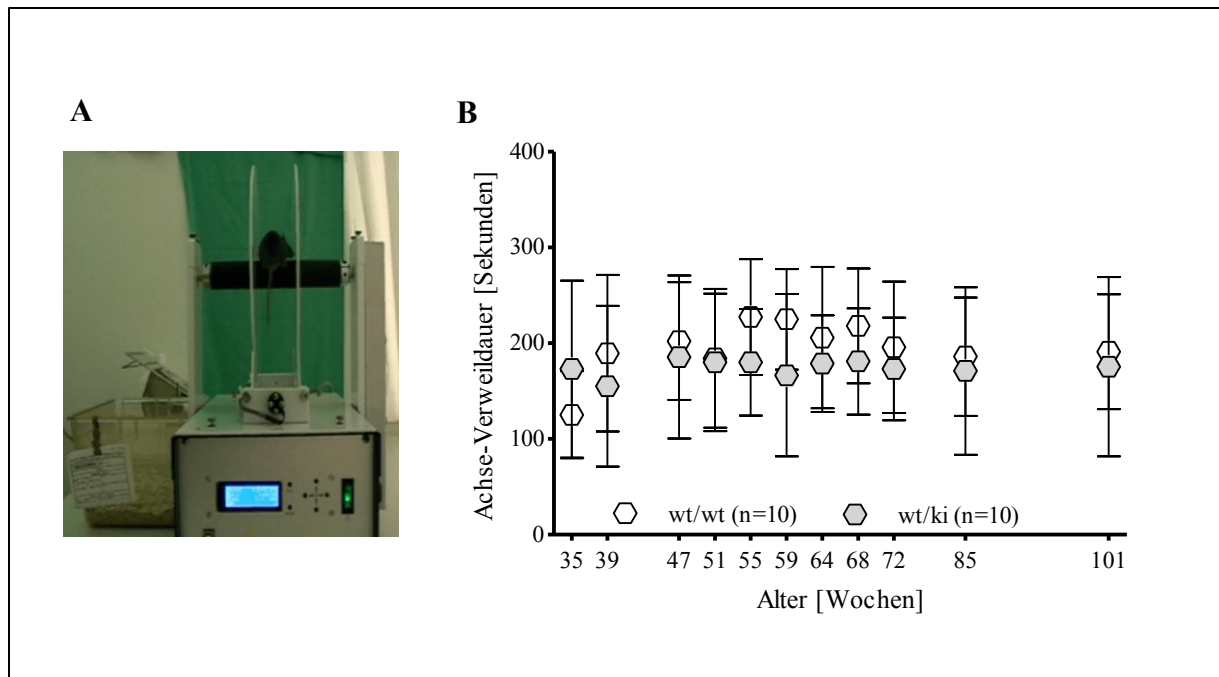 A
B
Achse-Verweildauer [Sekunden]
400
300
200
100
0
wt/wt (n=10) wt/ki (n=10)
35 39 47 51 55 59 64 68 72 85 101
Alter [Wochen]